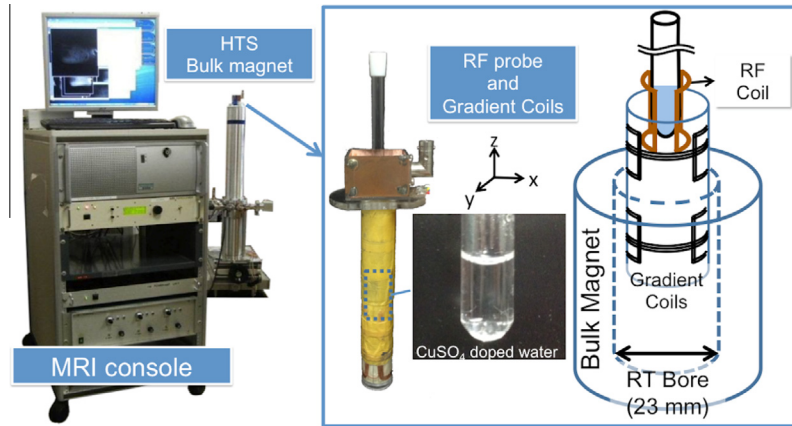 HTS
Bulk magnet
MRI console
RF probe
and
Gradient Coils
z
x
y
CuSO₄ doped water
RF
Coil
Gradient
Coils
Bulk Magnet
RT Bore
(23 mm)